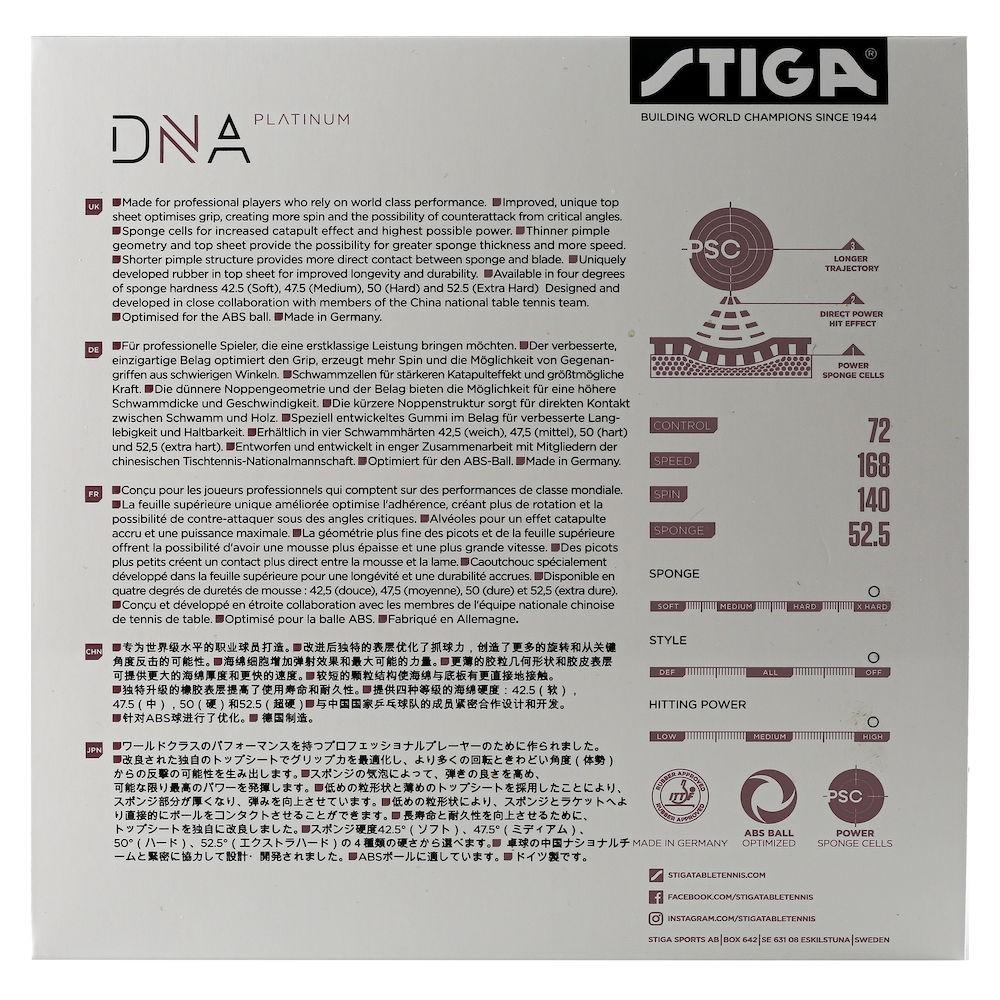 STIGA®
BUILDING WORLD CHAMPIONS SINCE 1944
DNA PLATINUM
UK
Made for professional players who rely on world class performance. Improved, unique top
sheet optimises grip, creating more spin and the possibility of counterattack from critical angles.
Sponge cells for increased catapult effect and highest possible power. Thinner pimple
geometry and top sheet provide the possibility for greater sponge thickness and more speed.
Shorter pimple structure provides more direct contact between sponge and blade. Uniquely
developed rubber in top sheet for improved longevity and durability. Available in four degrees
of sponge hardness 42.5 (Soft), 47.5 (Medium), 50 (Hard) and 52.5 (Extra Hard) Designed and
developed in close collaboration with members of the China national table tennis team.
Optimised for the ABS ball. Made in Germany.
DE
Für professionelle Spieler, die eine erstklassige Leistung bringen möchten. Der verbesserte,
einzigartige Belag optimiert den Grip, erzeugt mehr Spin und die Möglichkeit von Gegenan-
griffen aus schwierigen Winkeln. Schwammzellen für stärkeren Katapulteffekt und größtmögliche
Kraft. Die dünnere Noppengeometrie und der Belag bieten die Möglichkeit für eine höhere
Schwammdicke und Geschwindigkeit. Die kürzere Noppenstruktur sorgt für direkten Kontakt
zwischen Schwamm und Holz. Speziell entwickeltes Gummi im Belag für verbesserte Lang-
lebigkeit und Haltbarkeit. Erhältlich in vier Schwammhärten 42,5 (weich), 47,5 (mittel), 50 (hart)
und 52,5 (extra hart). Entworfen und entwickelt in enger Zusammenarbeit mit Mitgliedern der
chinesischen Tischtennis-Nationalmannschaft. Optimiert für den ABS-Ball. Made in Germany.
FR
Conçu pour les joueurs professionnels qui comptent sur des performances de classe mondiale.
La feuille supérieure unique améliorée optimise l'adhérence, créant plus de rotation et la
possibilité de contre-attaquer sous des angles critiques. Alvéoles pour un effet catapulte
accru et une puissance maximale. La géométrie plus fine des picots et de la feuille supérieure
offrent la possibilité d'avoir une mousse plus épaisse et une plus grande vitesse. Des picots
plus petits créent un contact plus direct entre la mousse et la lame. Caoutchouc spécialement
développé dans la feuille supérieure pour une longévité et une durabilité accrues. Disponible en
quatre degrés de duretés de mousse : 42,5 (douce), 47,5 (moyenne), 50 (dure) et 52,5 (extra dure).
Conçu et développé en étroite collaboration avec les membres de l'équipe nationale chinoise
de tennis de table. Optimisé pour la balle ABS. Fabriqué en Allemagne.
CHN
专为世界级水平的职业球员打造。改进后独特的表层优化了抓球力，创造了更多的旋转和从关键
角度反击的可能性。海绵细胞增加弹射效果和最大可能的力量。更薄的胶粒几何形状和胶皮表层
可提供更大的海绵厚度和更快的速度。较短的颗粒结构使海绵与底板有更直接地接触。
独特升级的橡胶表层提高了使用寿命和耐久性。提供四种等级的海绵硬度：42.5（软），
47.5（中），50（硬）和52.5（超硬）与中国国家乒乓球队的成员紧密合作设计和开发。
针对ABS球进行了优化。德国制造。
JPN
ワールドクラスのパフォーマンスを持つプロフェッショナルプレーヤーのために作られました。
改良された独自のトップシートでグリップ力を最適化し、より多くの回転ときわどい角度（体勢）
からの反撃の可能性を生み出します。スポンジの気泡によって、弾きの良さを高め、
可能な限り最高のパワーを発揮します。低めの粒形状と薄めのトップシートを採用したことにより、
スポンジ部分が厚くなり、弾みを向上させています。低めの粒形状により、スポンジとラケットへよ
り直接的にボールをコンタクトさせることができます。長寿命と耐久性を向上させるために、
トップシートを独自に改良しました。スポンジ硬度42.5°（ソフト）、47.5°（ミディアム）、
50°（ハード）、52.5°（エクストラハード）の４種類の硬さから選べます。卓球の中国ナショナルチ
ームと緊密に協力して設計・開発されました。ABSボールに適しています。ドイツ製です。
PSC
3
LONGER
TRAJECTORY
2
DIRECT POWER
HIT EFFECT
1
POWER
SPONGE CELLS
CONTROL 72
SPEED 168
SPIN 140
SPONGE 52.5
SPONGE
SOFT MEDIUM HARD X HARD
STYLE
DEF ALL OFF
HITTING POWER
LOW MEDIUM HIGH
RUBBER APPROVED
ITTF
RUBBER APPROVED
PSC
MADE IN GERMANY
ABS BALL
OPTIMIZED
POWER
SPONGE CELLS
STIGATABLETENNIS.COM
FACEBOOK.COM/STIGATABLETENNIS
INSTAGRAM.COM/STIGATABLETENNIS
STIGA SPORTS AB|BOX 642|SE 631 08 ESKILSTUNA|SWEDEN